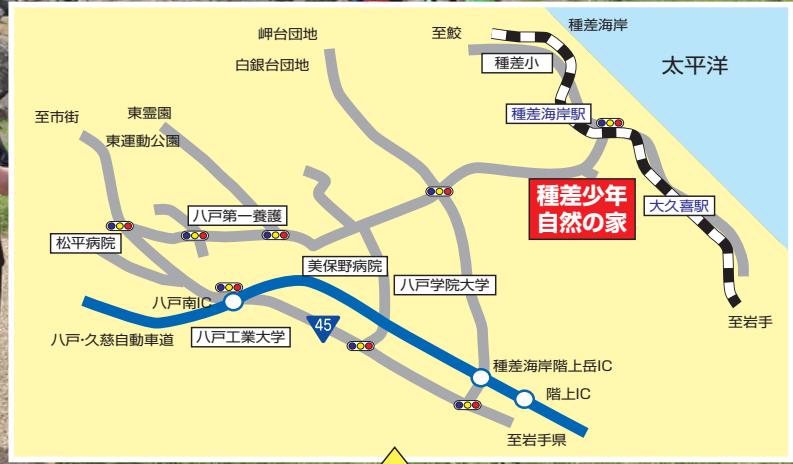 岬台団地
白銀台団地
至鮫
種差海岸
種差小
太平洋
至市街
東霊園
東運動公園
種差海岸駅
種差少年
自然の家
大久喜駅
八戸第一養護
松平病院
美保野病院
八戸学院大学
八戸南IC
八戸・久慈自動車道
八戸工業大学
45
至岩手
種差海岸階上岳IC
階上IC
至岩手県